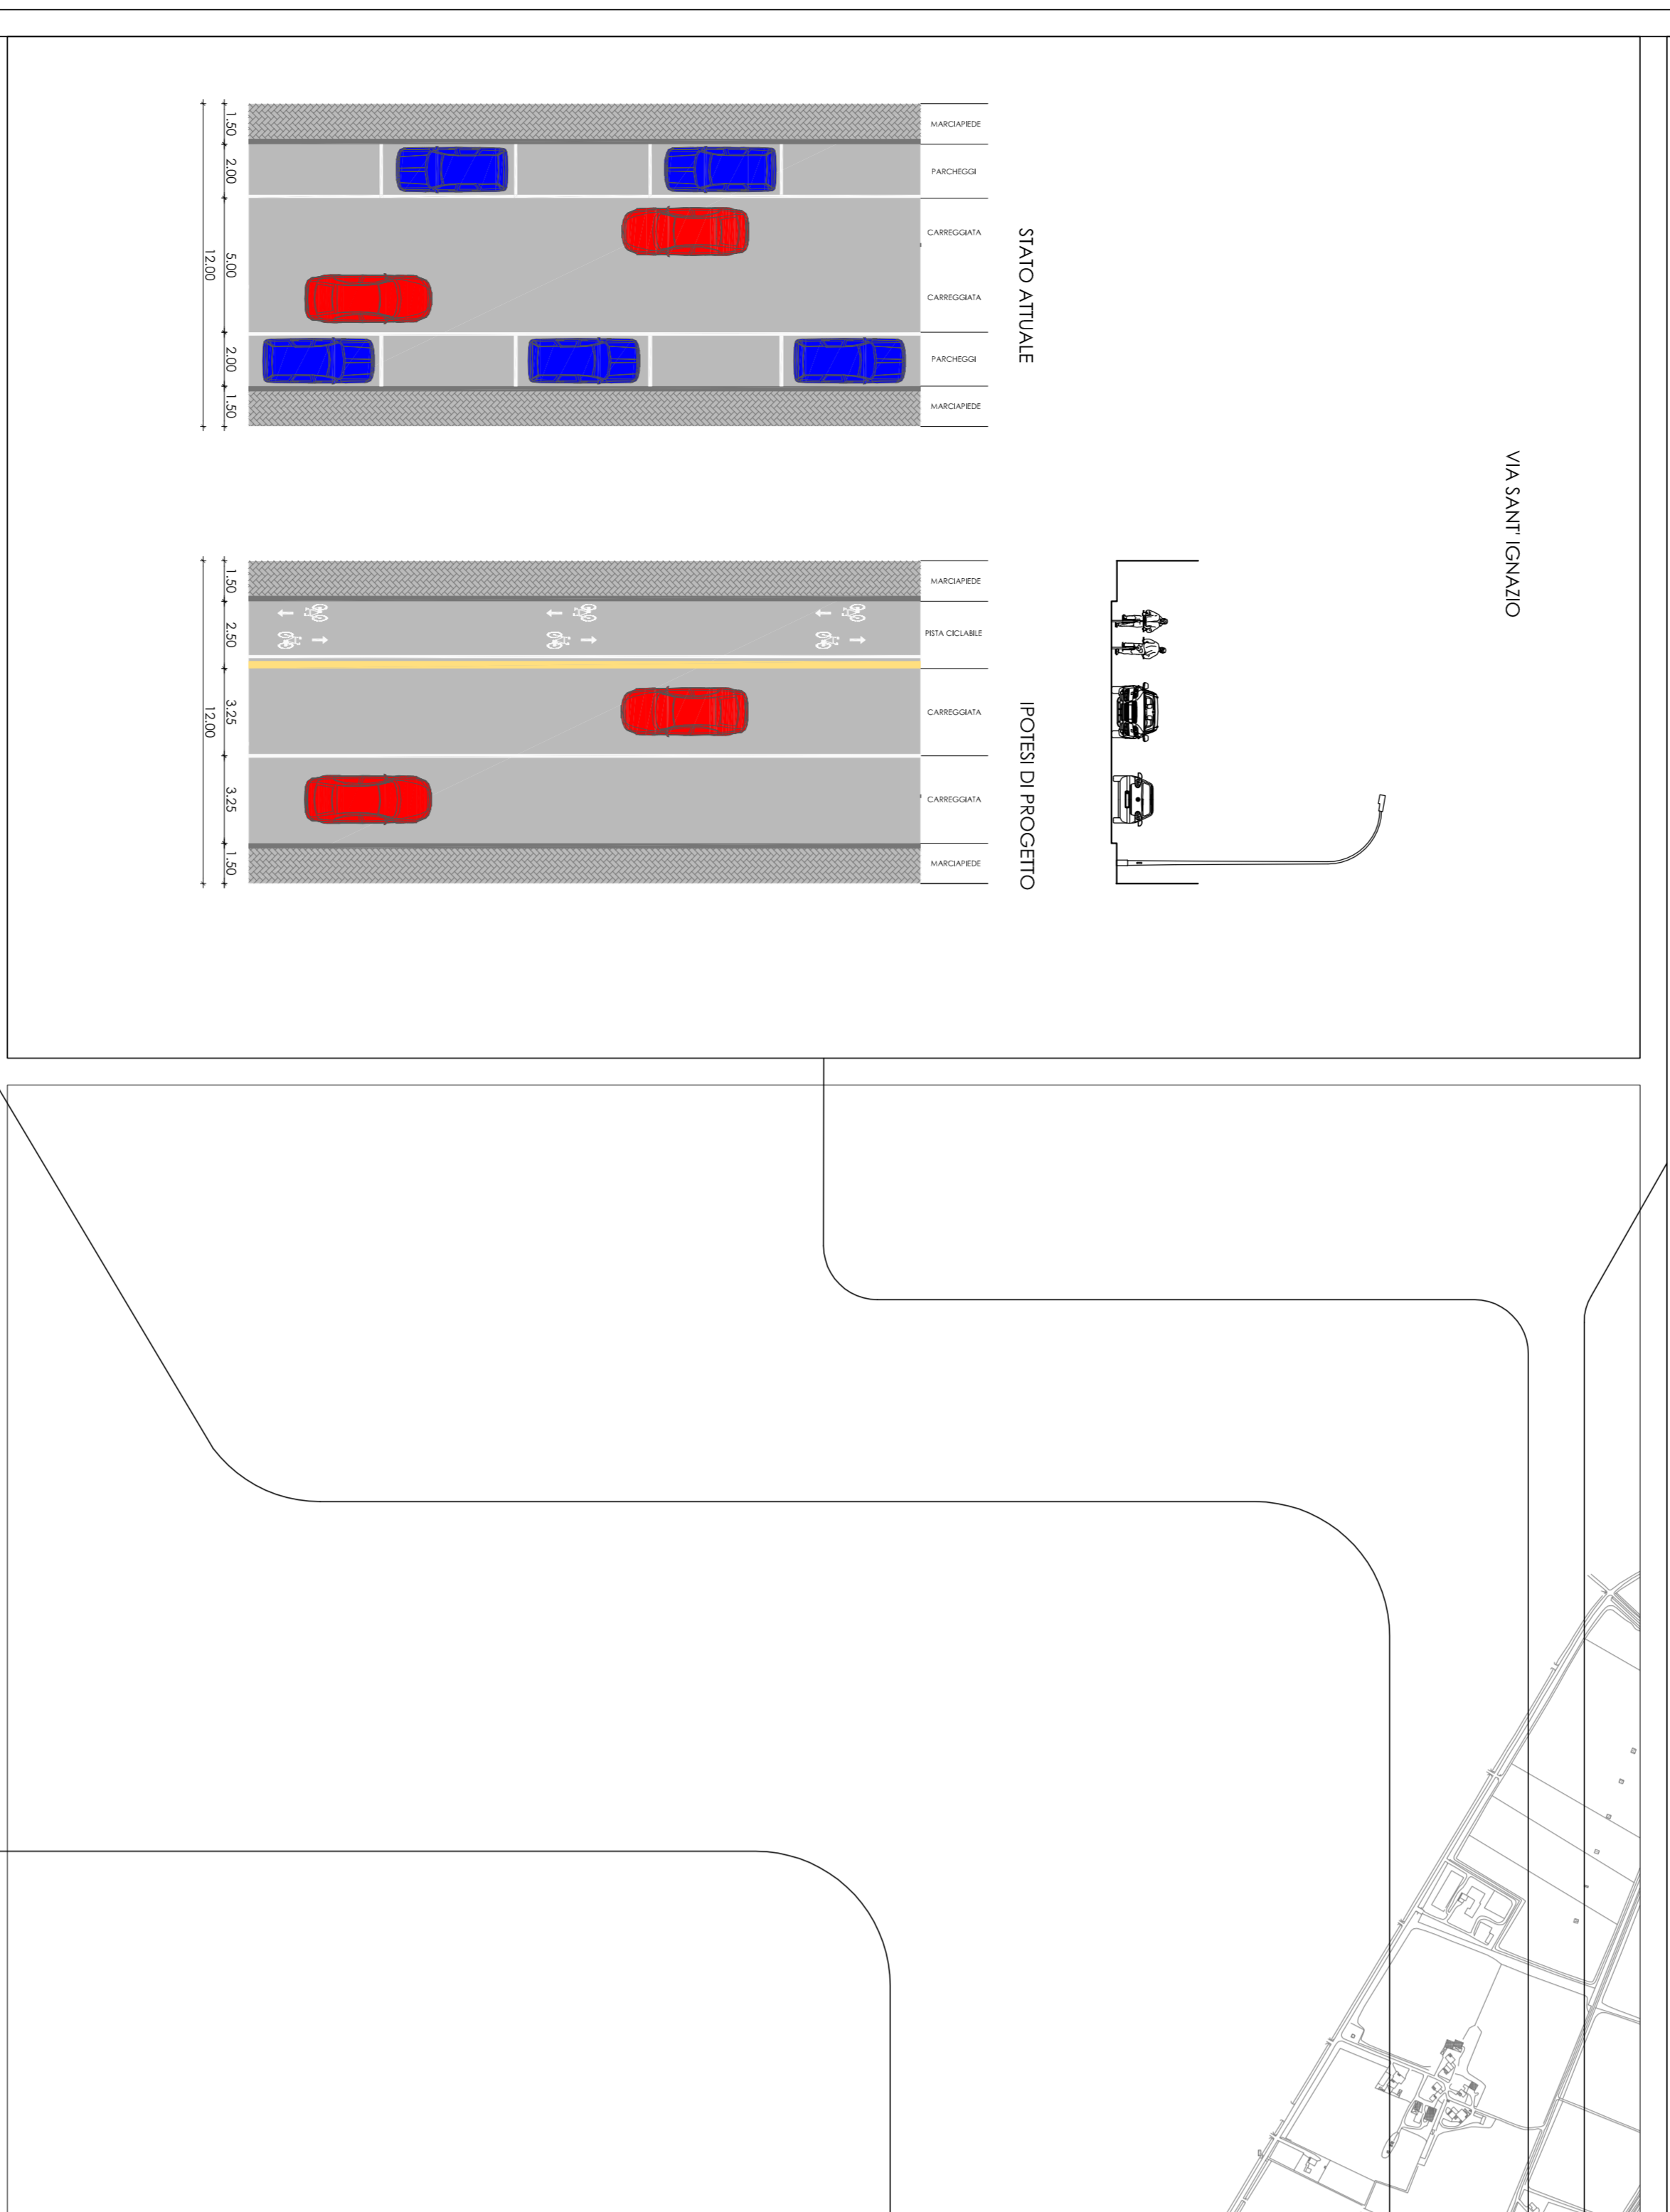 VIA SANT' IGNAZIO
STATO ATTUALE
MARCIAPIEDE
PARCHEGGI
CARREGGIATA
CARREGGIATA
PARCHEGGI
MARCIAPIEDE
1.50
2.00
5.00
2.00
1.50
12.00
IPOTESI DI PROGETTO
MARCIAPIEDE
PISTA CICLABILE
CARREGGIATA
CARREGGIATA
MARCIAPIEDE
1.50
2.50
3.25
3.25
1.50
12.00